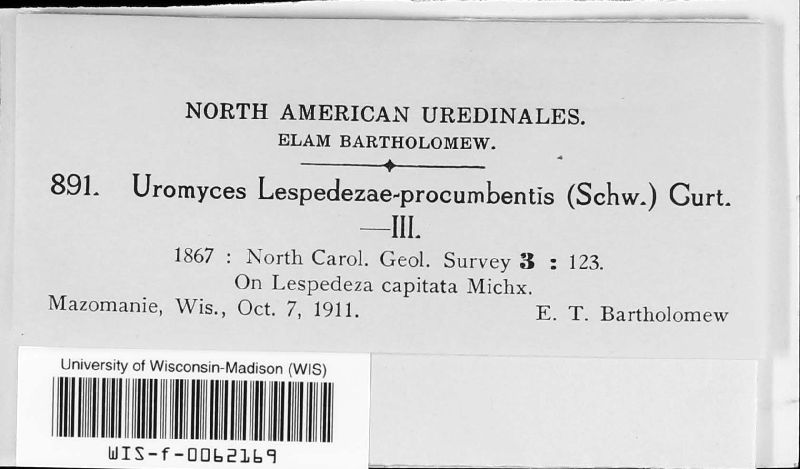 NORTH AMERICAN UREDINALES.
ELAM BARTHOLOMEW.
891. Uromyces Lespedezae-procumbentis (Schw.) Curt.
—III.
1867 : North Carol. Geol. Survey 3 : 123.
On Lespedeza capitata Michx.
Mazomanie, Wis., Oct. 7, 1911. E. T. Bartholomew
University of Wisconsin-Madison (WIS)
WIS-f-0062169